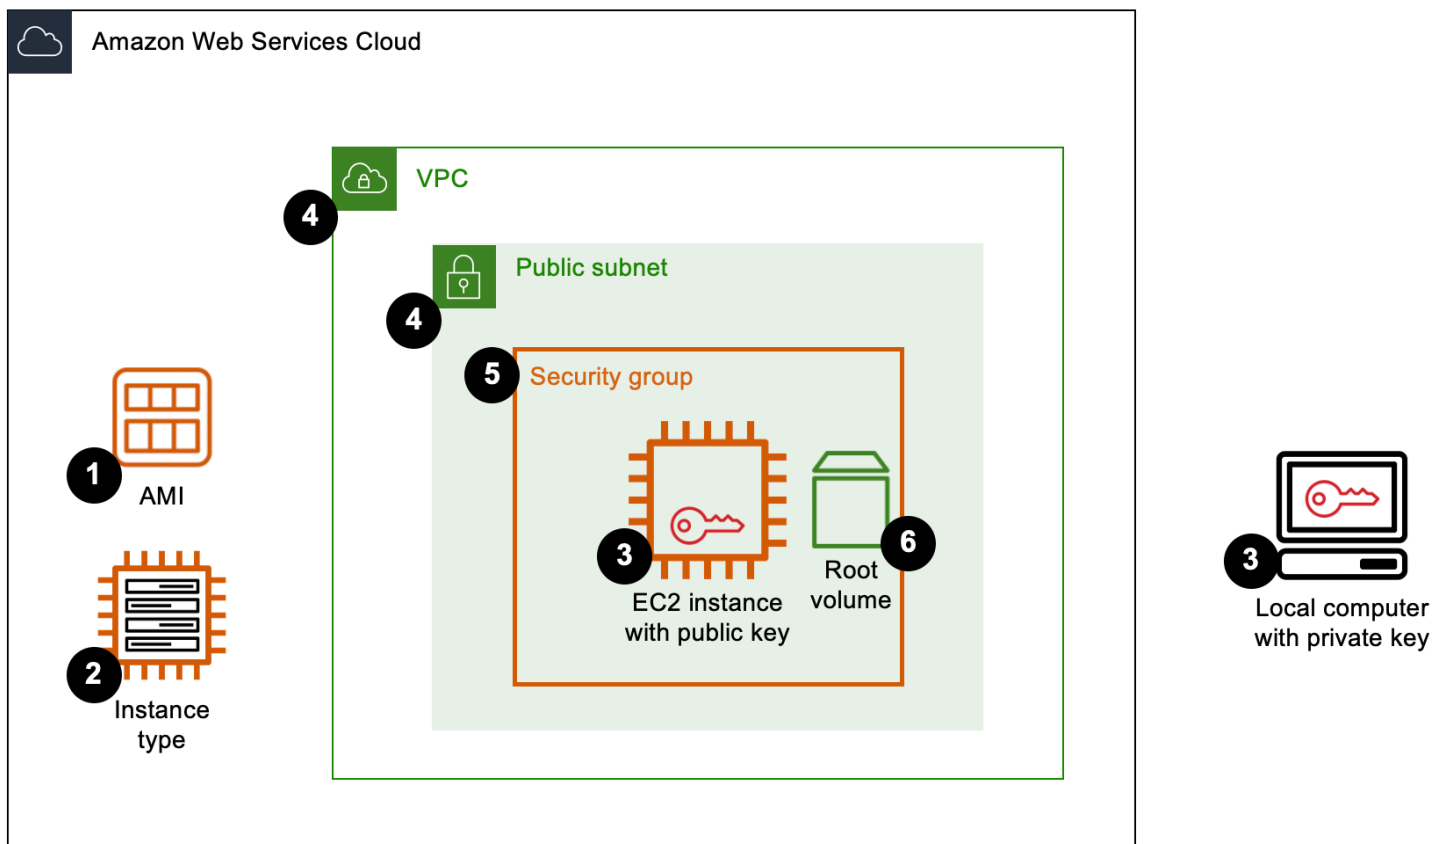 Amazon Web Services Cloud
VPC
4
Public subnet
4
5
Security group
1
AMI
3
6
Root
volume
EC2 instance
with public key
3
Local computer
with private key
2
Instance
type